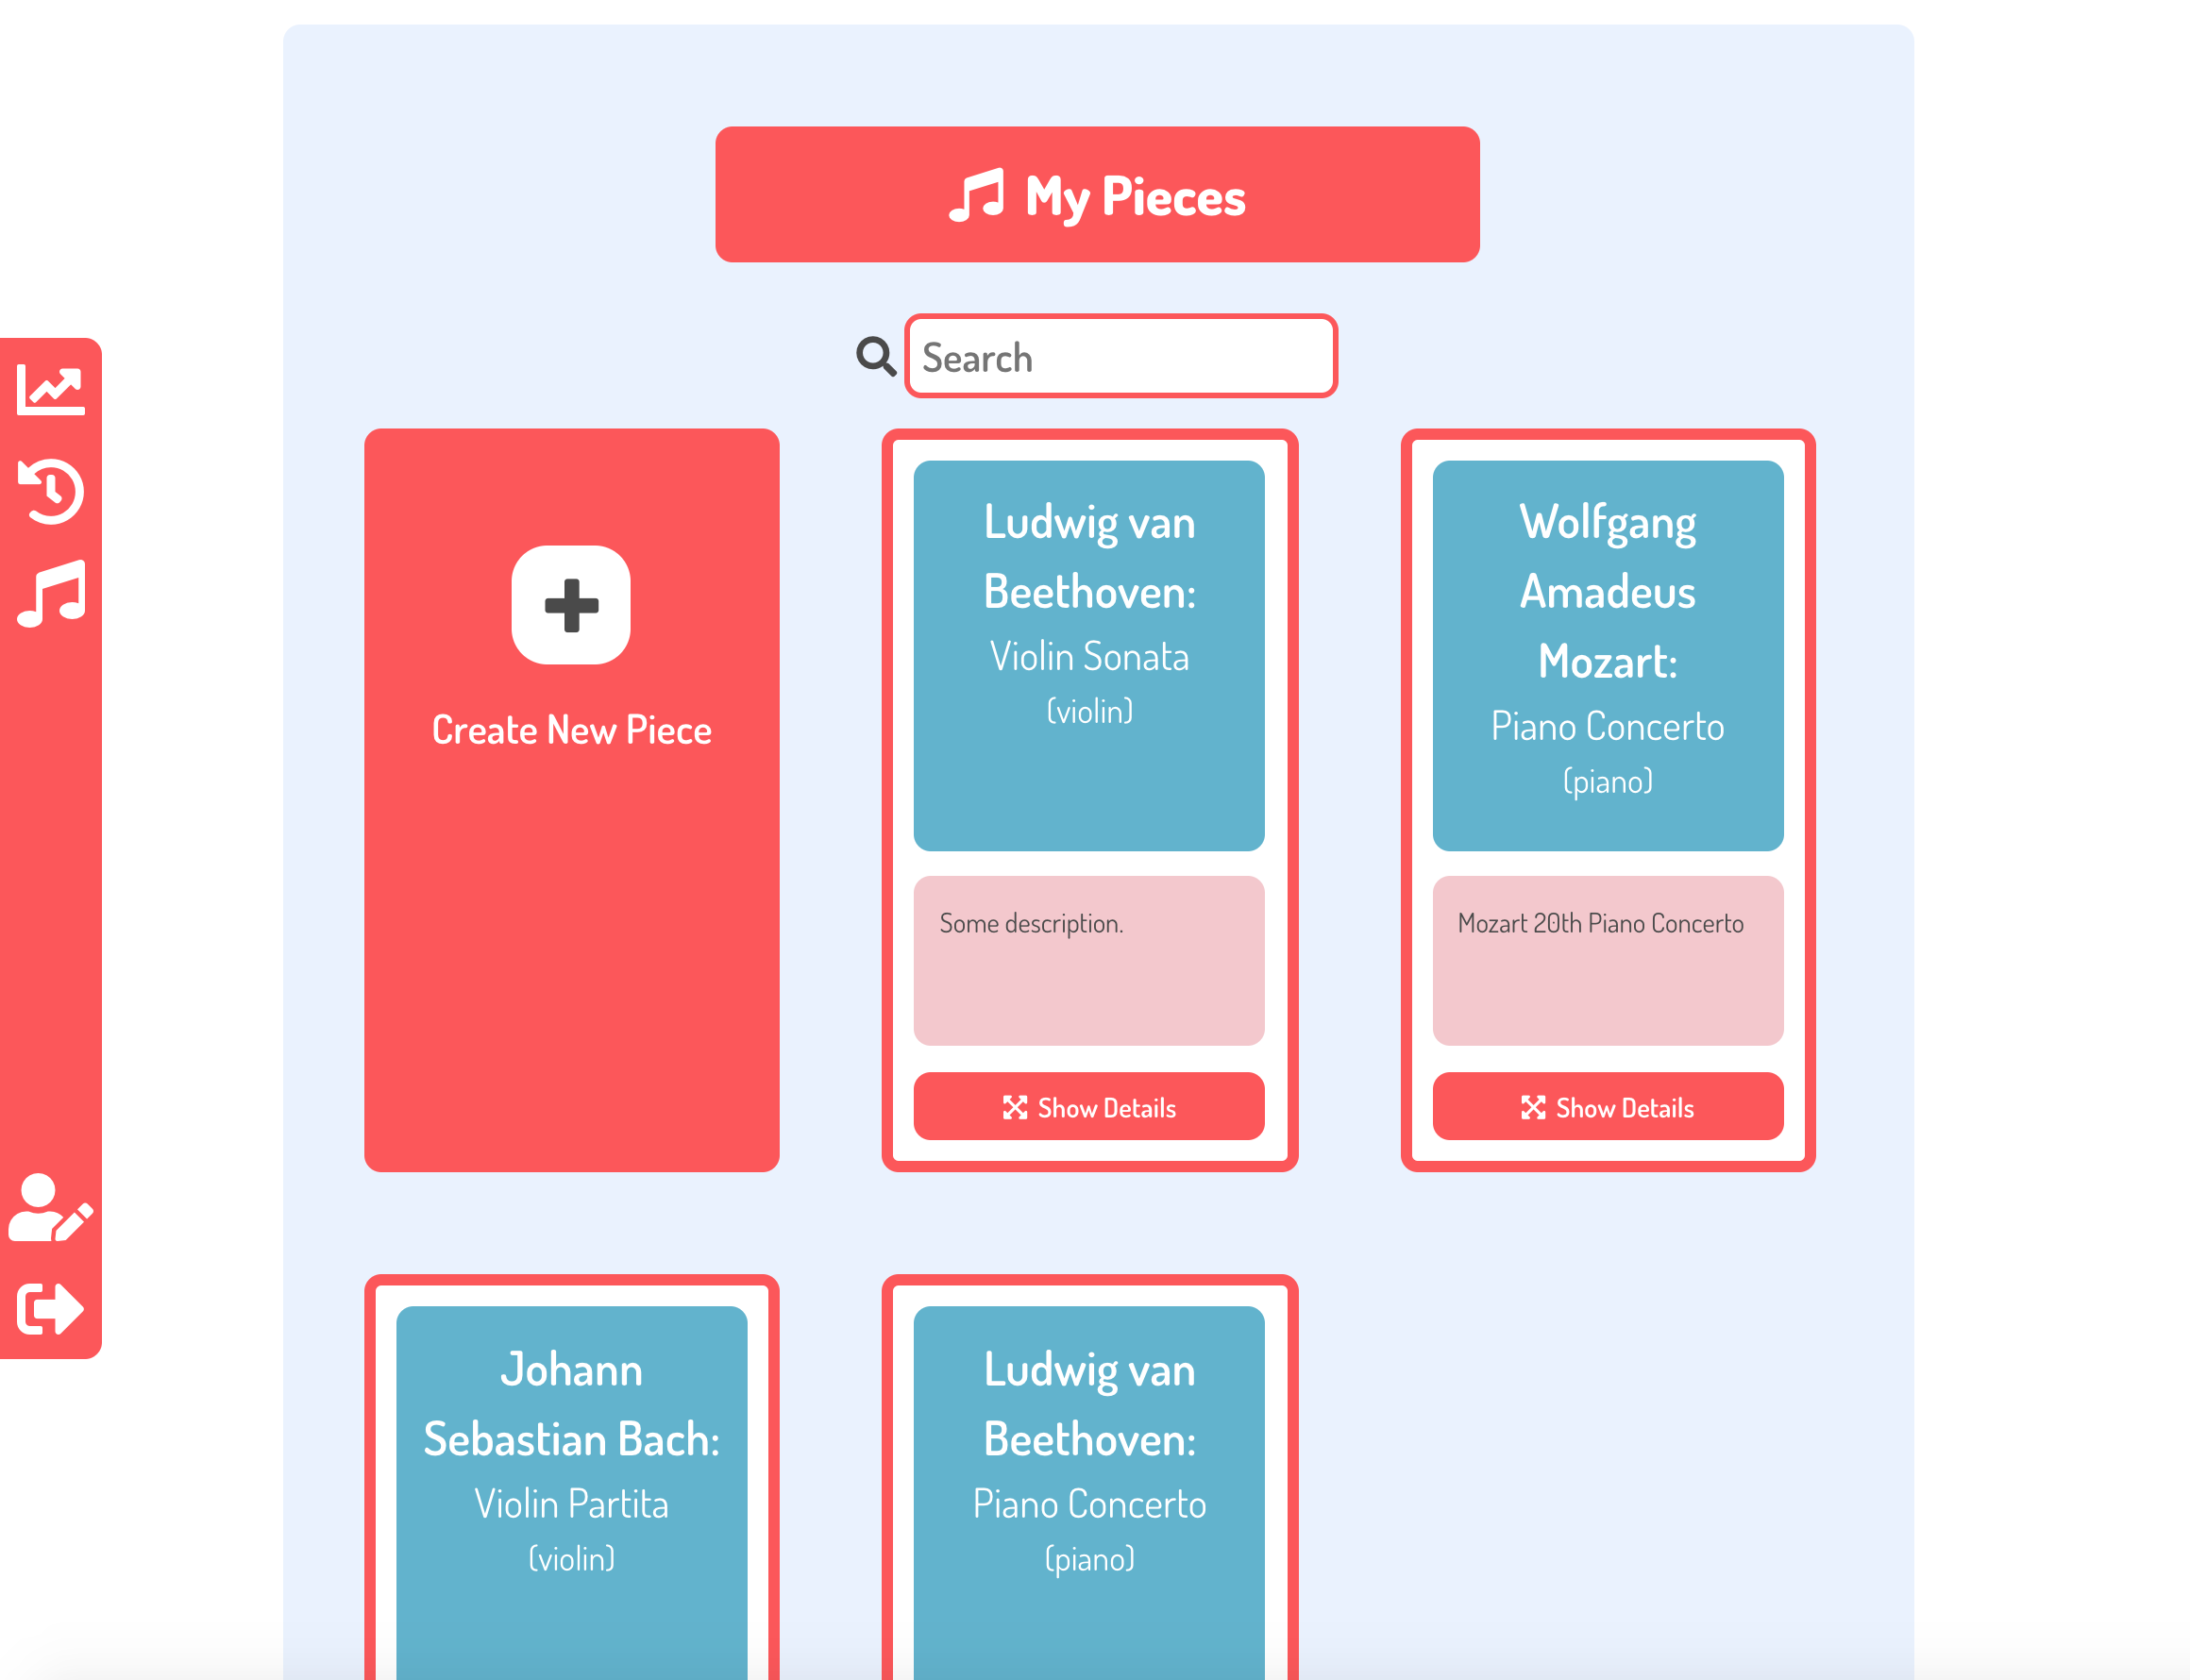 My Pieces
Search
Create New Piece
Ludwig van
Beethoven:
Violin Sonata
(violin)
Some description.
Show Details
Wolfgang
Amadeus
Mozart:
Piano Concerto
(piano)
Mozart 20th Piano Concerto
Show Details
Johann
Sebastian Bach:
Violin Partita
(violin)
Ludwig van
Beethoven:
Piano Concerto
(piano)